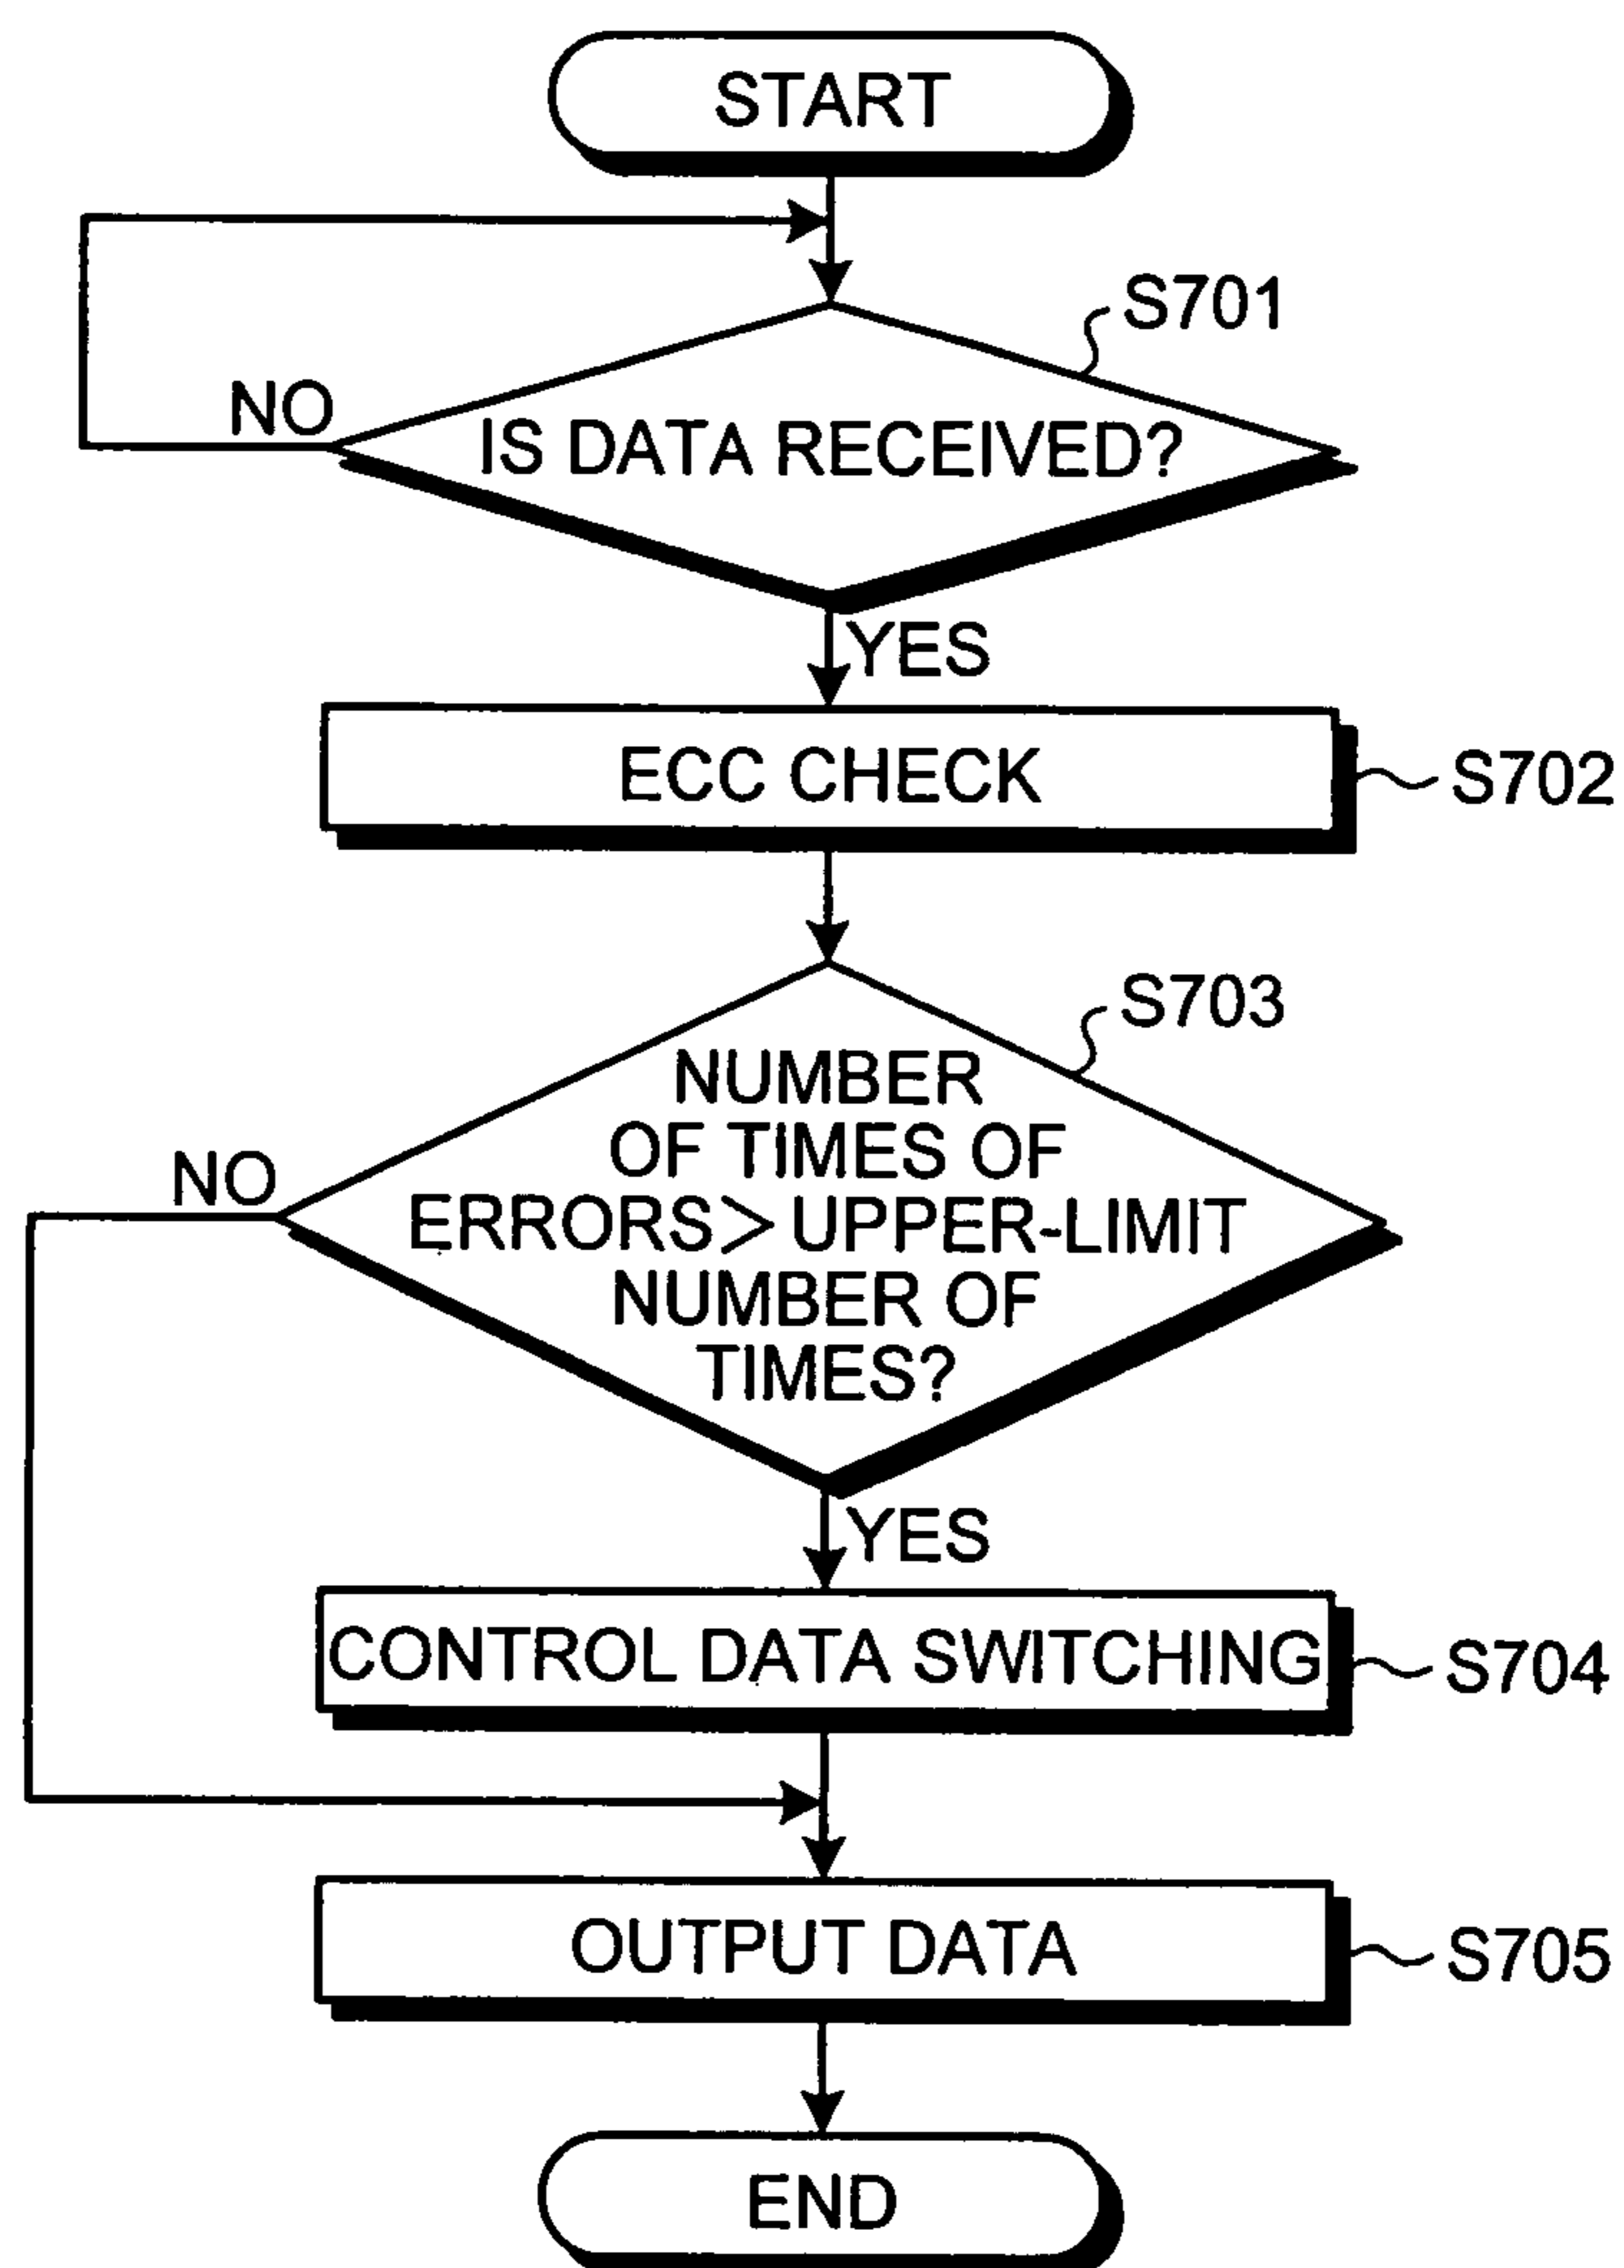 START
S701
NO
IS DATA RECEIVED?
YES
ECC CHECK
S702
S703
NUMBER
OF TIMES OF
NO
ERRORS>UPPER-LIMIT
NUMBER OF
TIMES?
YES
CONTROL DATA SWITCHING
S704
OUTPUT DATA
S705
END